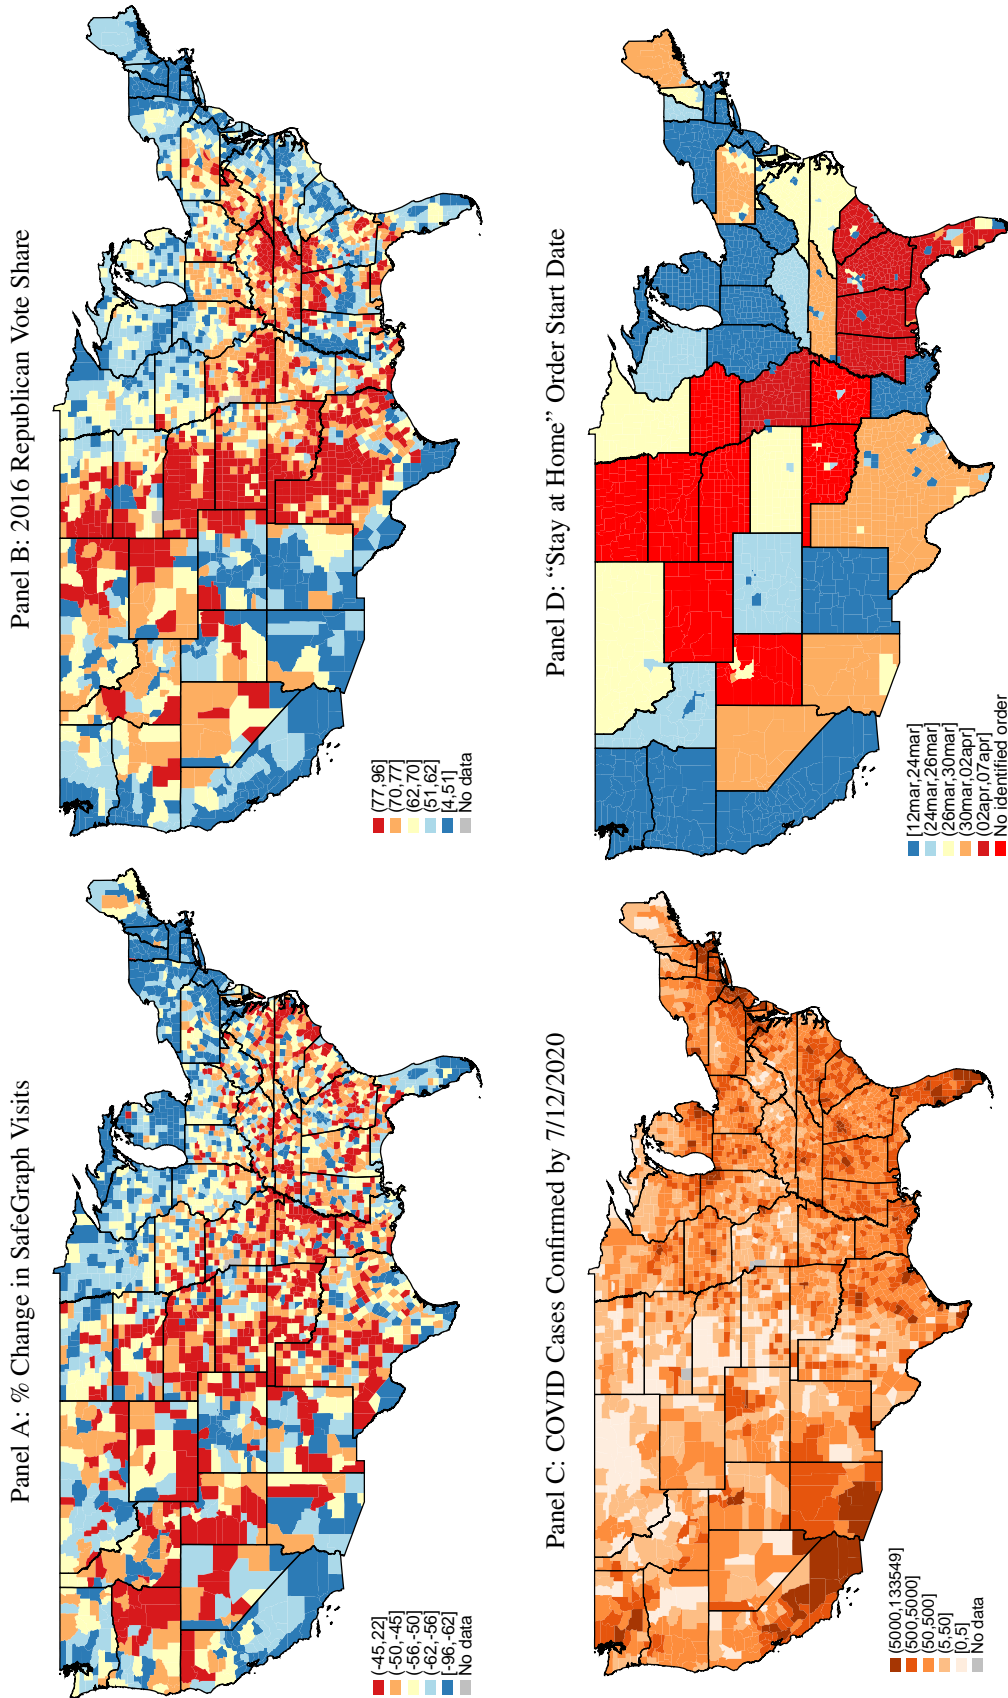 Panel A: % Change in SafeGraph Visits
(-45,22]
(-50,-45]
(-56,-50]
(-62,-56]
[-96,-62]
No data
Panel B: 2016 Republican Vote Share
(77,96]
(70,77]
(62,70]
(51,62]
[4,51]
No data
Panel C: COVID Cases Confirmed by 7/12/2020
(5000,133549]
(500,5000]
(50,500]
(5,50]
[0,5]
No data
Panel D: “Stay at Home” Order Start Date
[12mar,24mar]
(24mar,26mar]
(26mar,30mar]
(30mar,02apr]
(02apr,07apr]
No identified order